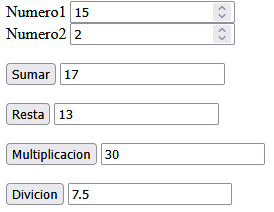 Numero1 15
Numero2 2
Sumar 17
Resta 13
Multiplicacion 30
Divicion 7.5